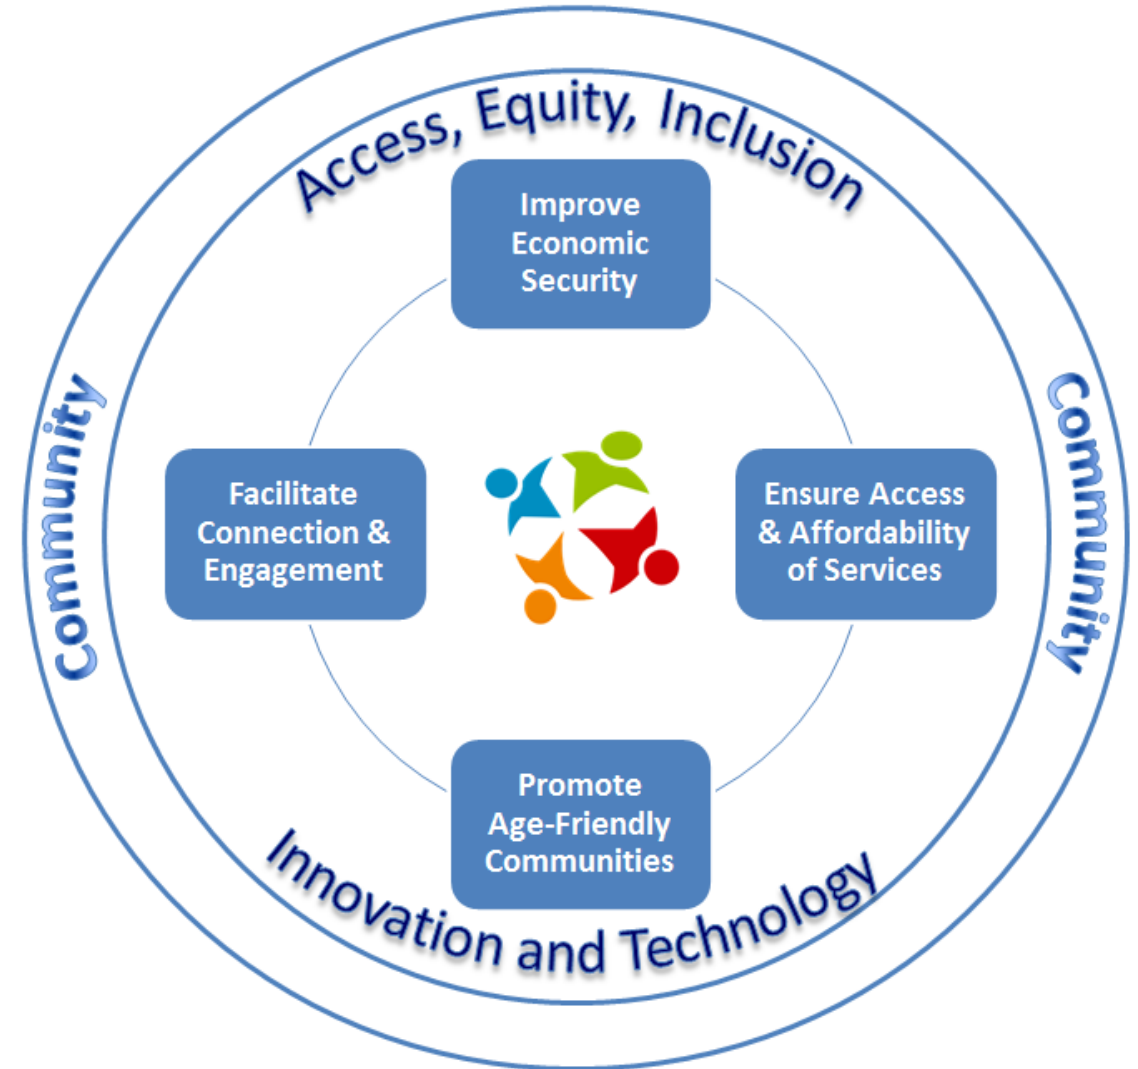 Access, Equity, Inclusion
Improve
Economic
Security
Community
Facilitate
Connection &
Engagement
Ensure Access
& Affordability
of Services
Community
Promote
Age-Friendly
Communities
Innovation and Technology